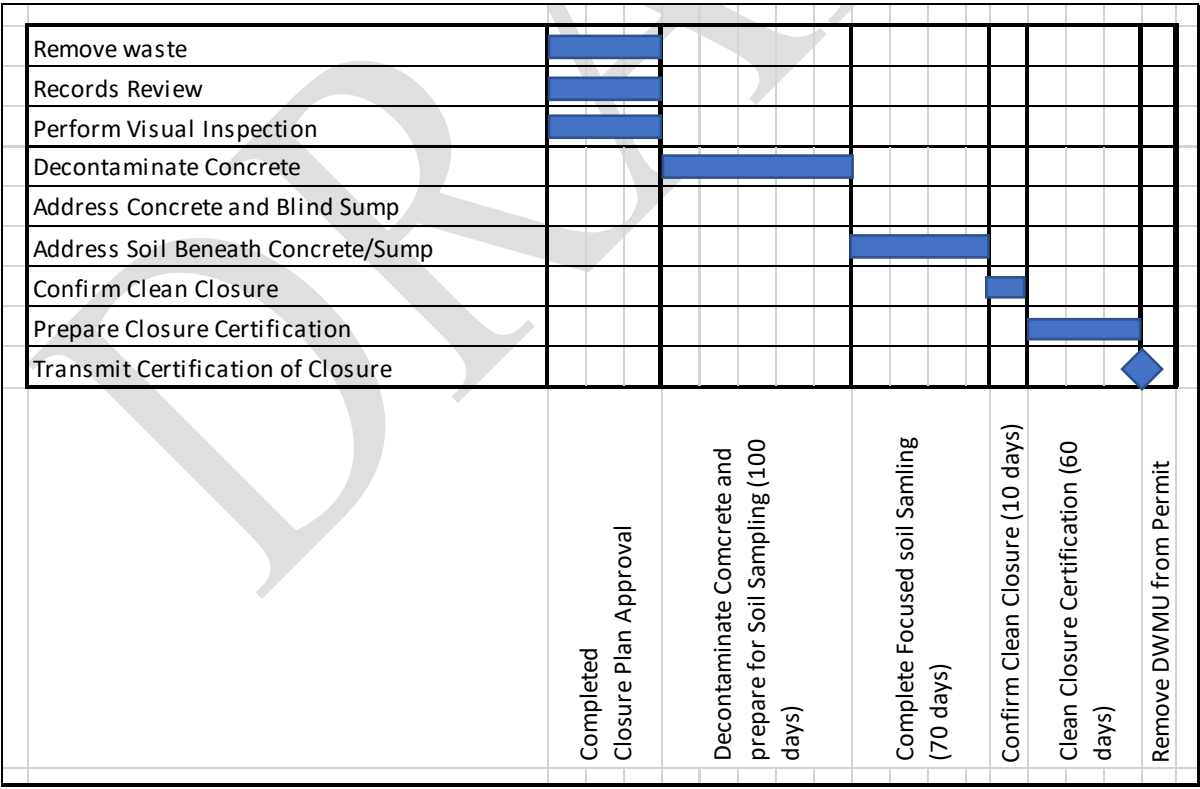 Remove waste
Records Review
Perform Visual Inspection
Decontaminate Concrete
Address Concrete and Blind Sump
Address Soil Beneath Concrete/Sump
Confirm Clean Closure
Prepare Closure Certification
Transmit Certification of Closure
Completed
Closure Plan Approval
Decontaminate Comcrete and
prepare for Soil Sampling (100
days)
Complete Focused soil Samling
(70 days)
Confirm Clean Closure (10 days)
Clean Closure Certification (60
days)
Remove DWMU from Permit
DRA